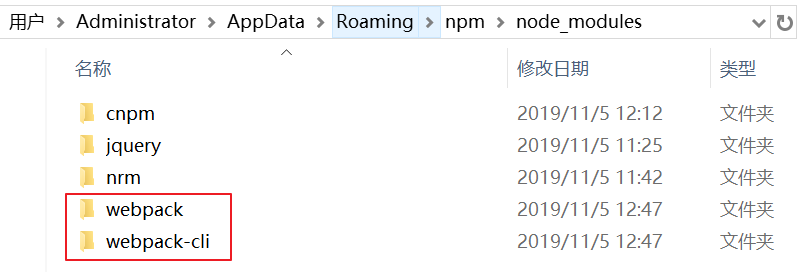 用户 > Administrator > AppData > Roaming > npm > node_modules
名称 修改日期 类型
cnpm 2019/11/5 12:12 文件夹
jquery 2019/11/5 11:25 文件夹
nrm 2019/11/5 11:42 文件夹
webpack 2019/11/5 12:47 文件夹
webpack-cli 2019/11/5 12:47 文件夹